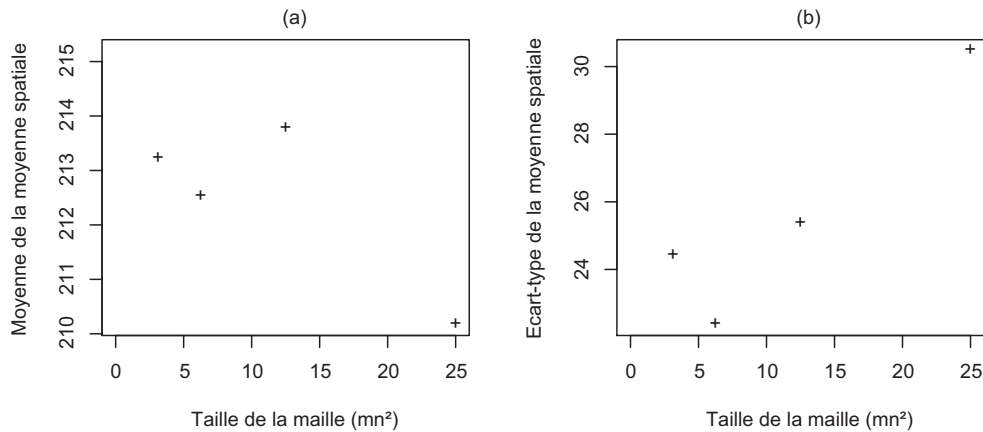 (a)
Moyenne de la moyenne spatiale
215
214
213
212
211
210
0 5 10 15 20 25
Taille de la maille (mn²)
(b)
Ecart-type de la moyenne spatiale
30
28
26
24
0 5 10 15 20 25
Taille de la maille (mn²)